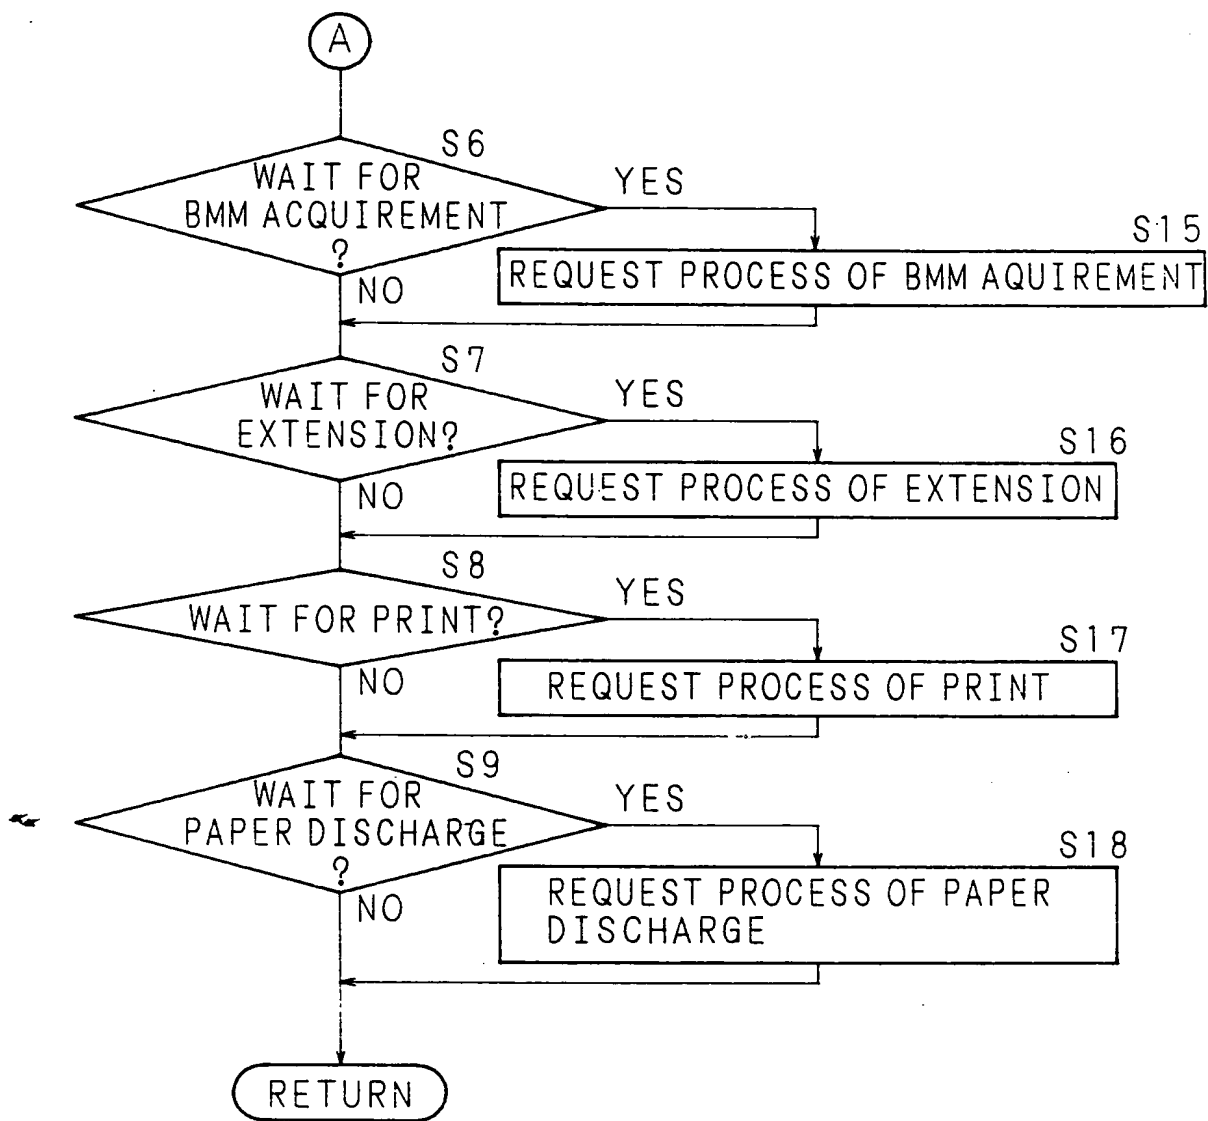 A
S6
WAIT FOR
BMM ACQUIREMENT
?
YES
NO
S15
REQUEST PROCESS OF BMM AQUIREMENT
S7
WAIT FOR
EXTENSION?
YES
NO
S16
REQUEST PROCESS OF EXTENSION
S8
WAIT FOR PRINT?
YES
NO
S17
REQUEST PROCESS OF PRINT
S9
WAIT FOR
PAPER DISCHARGE
?
YES
NO
S18
REQUEST PROCESS OF PAPER
DISCHARGE
RETURN